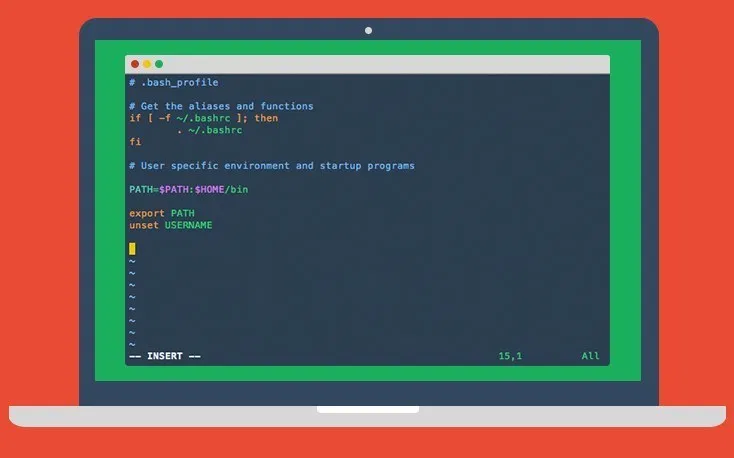 # .bash_profile
# Get the aliases and functions
if [ -f ~/.bashrc ]; then
        . ~/.bashrc
fi
# User specific environment and startup programs
PATH=$PATH:$HOME/bin
export PATH
unset USERNAME
~
~
~
~
~
~
~
~
-- INSERT --                    15,1          All